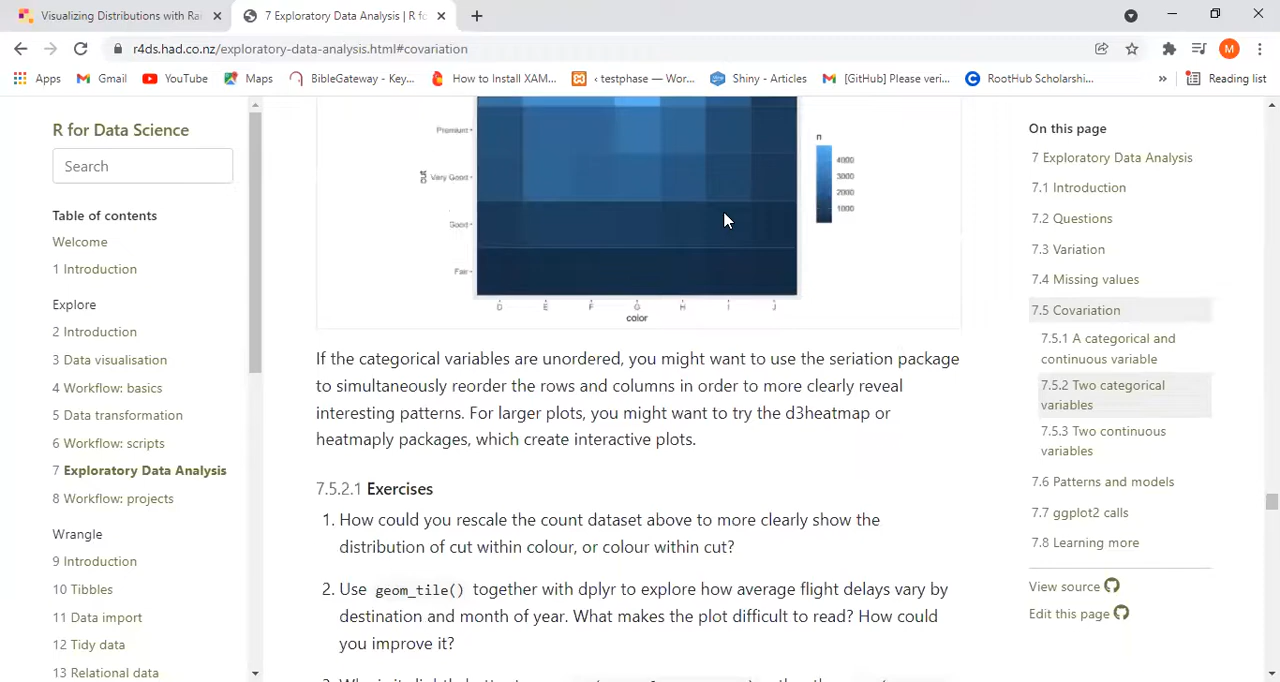 Visualizing Distributions with Rai
7 Exploratory Data Analysis | R fo
r4ds.had.co.nz/exploratory-data-analysis.html#covariation
M
Apps
Gmail
YouTube
Maps
BibleGateway - Key...
How to Install XAM...
‹ testphase — Wor...
Shiny - Articles
[GitHub] Please veri...
RootHub Scholarshi...
»
Reading list
R for Data Science
Search
Table of contents
Welcome
1 Introduction
Explore
2 Introduction
3 Data visualisation
4 Workflow: basics
5 Data transformation
6 Workflow: scripts
7 Exploratory Data Analysis
8 Workflow: projects
Wrangle
9 Introduction
10 Tibbles
11 Data import
12 Tidy data
13 Relational data
cut
Premium
Very Good
Good
Fair
D E F G H I J
color
n
4000
3000
2000
1000
If the categorical variables are unordered, you might want to use the seriation package
to simultaneously reorder the rows and columns in order to more clearly reveal
interesting patterns. For larger plots, you might want to try the d3heatmap or
heatmaply packages, which create interactive plots.
7.5.2.1 Exercises
1. How could you rescale the count dataset above to more clearly show the
distribution of cut within colour, or colour within cut?
2. Use geom_tile() together with dplyr to explore how average flight delays vary by
destination and month of year. What makes the plot difficult to read? How could
you improve it?
On this page
7 Exploratory Data Analysis
7.1 Introduction
7.2 Questions
7.3 Variation
7.4 Missing values
7.5 Covariation
7.5.1 A categorical and
continuous variable
7.5.2 Two categorical
variables
7.5.3 Two continuous
variables
7.6 Patterns and models
7.7 ggplot2 calls
7.8 Learning more
View source
Edit this page